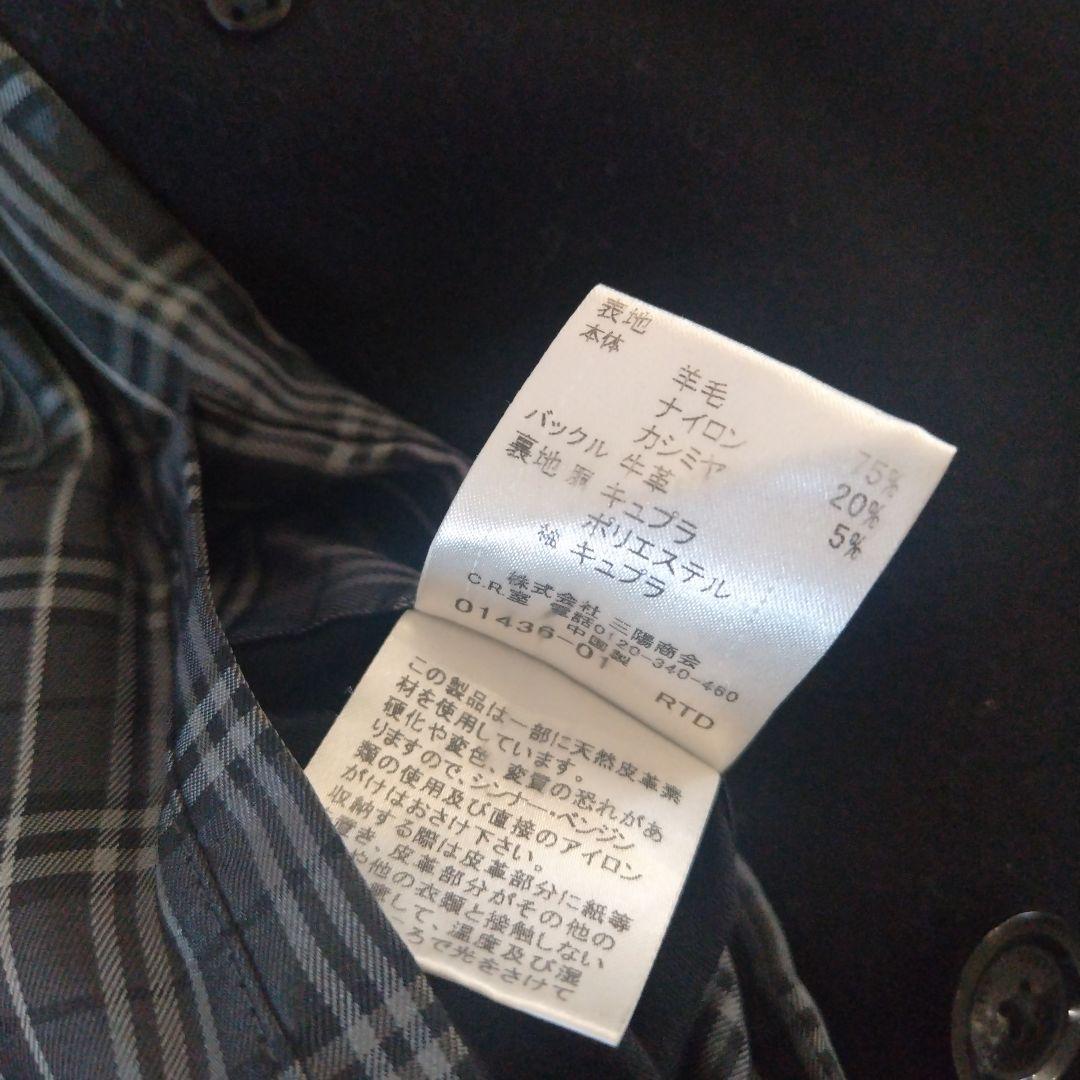 表地
本体
羊毛 75%
ナイロン 20%
カシミヤ 5%
バックル 牛革
裏地 胴 キュプラ
ポリエステル
袖 キュプラ
株式会社 三陽商会
C.R.室 電話0120-340-460
中国製
01436-01 RTD
この製品は一部に天然皮革素
材を使用しています。
硬化や変色、変質の恐れがあ
りますので、シンナー・ベンジン
類の使用及び直接のアイロン
がけはおさけ下さい。
収納する際は皮革部分に紙等
置き、皮革部分がその他の
や他の衣類と接触しない
して、温度及び湿
ころで光をさけて